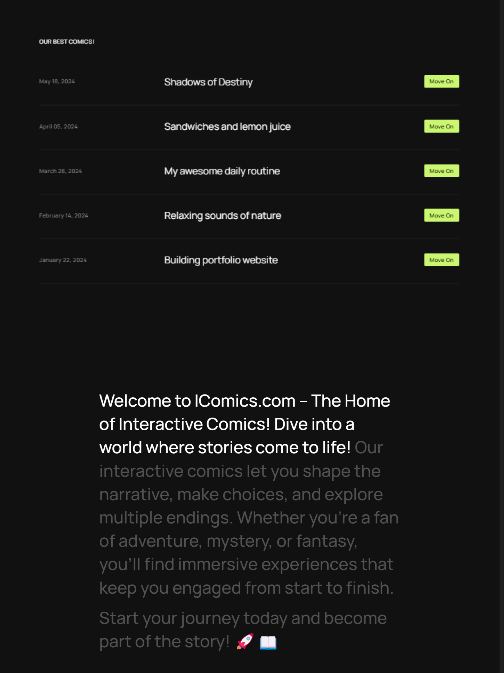 OUR BEST COMICS!
May 18, 2024 Shadows of Destiny Move On
April 05, 2024 Sandwiches and lemon juice Move On
March 28, 2024 My awesome daily routine Move On
February 14, 2024 Relaxing sounds of nature Move On
January 22, 2024 Building portfolio website Move On
Welcome to IComics.com – The Home
of Interactive Comics! Dive into a
world where stories come to life! Our
interactive comics let you shape the
narrative, make choices, and explore
multiple endings. Whether you're a fan
of adventure, mystery, or fantasy,
you'll find immersive experiences that
keep you engaged from start to finish.
Start your journey today and become
part of the story! 🚀 📖